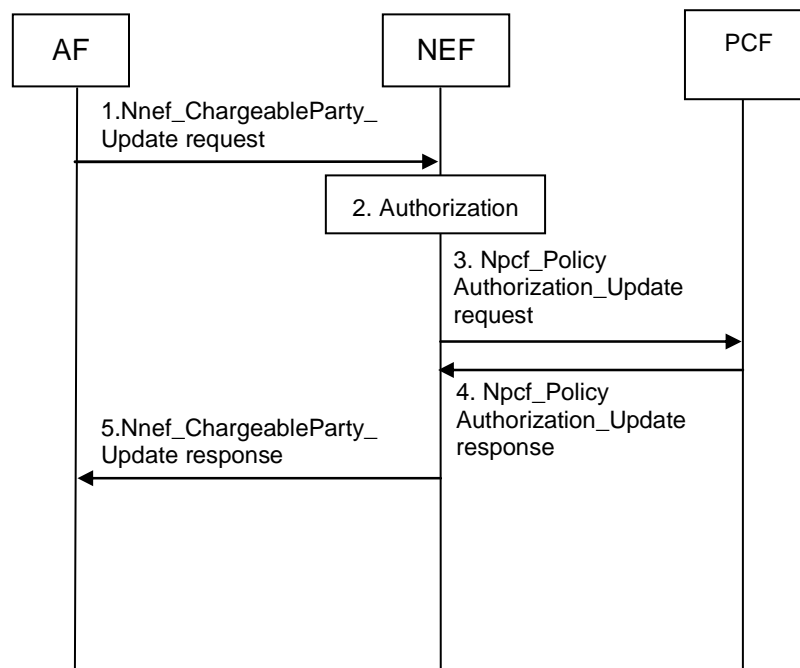 AF
NEF
PCF
1.Nnef_ChargeableParty_
Update request
2. Authorization
3. Npcf_Policy
Authorization_Update
request
4. Npcf_Policy
Authorization_Update
response
5.Nnef_ChargeableParty_
Update response